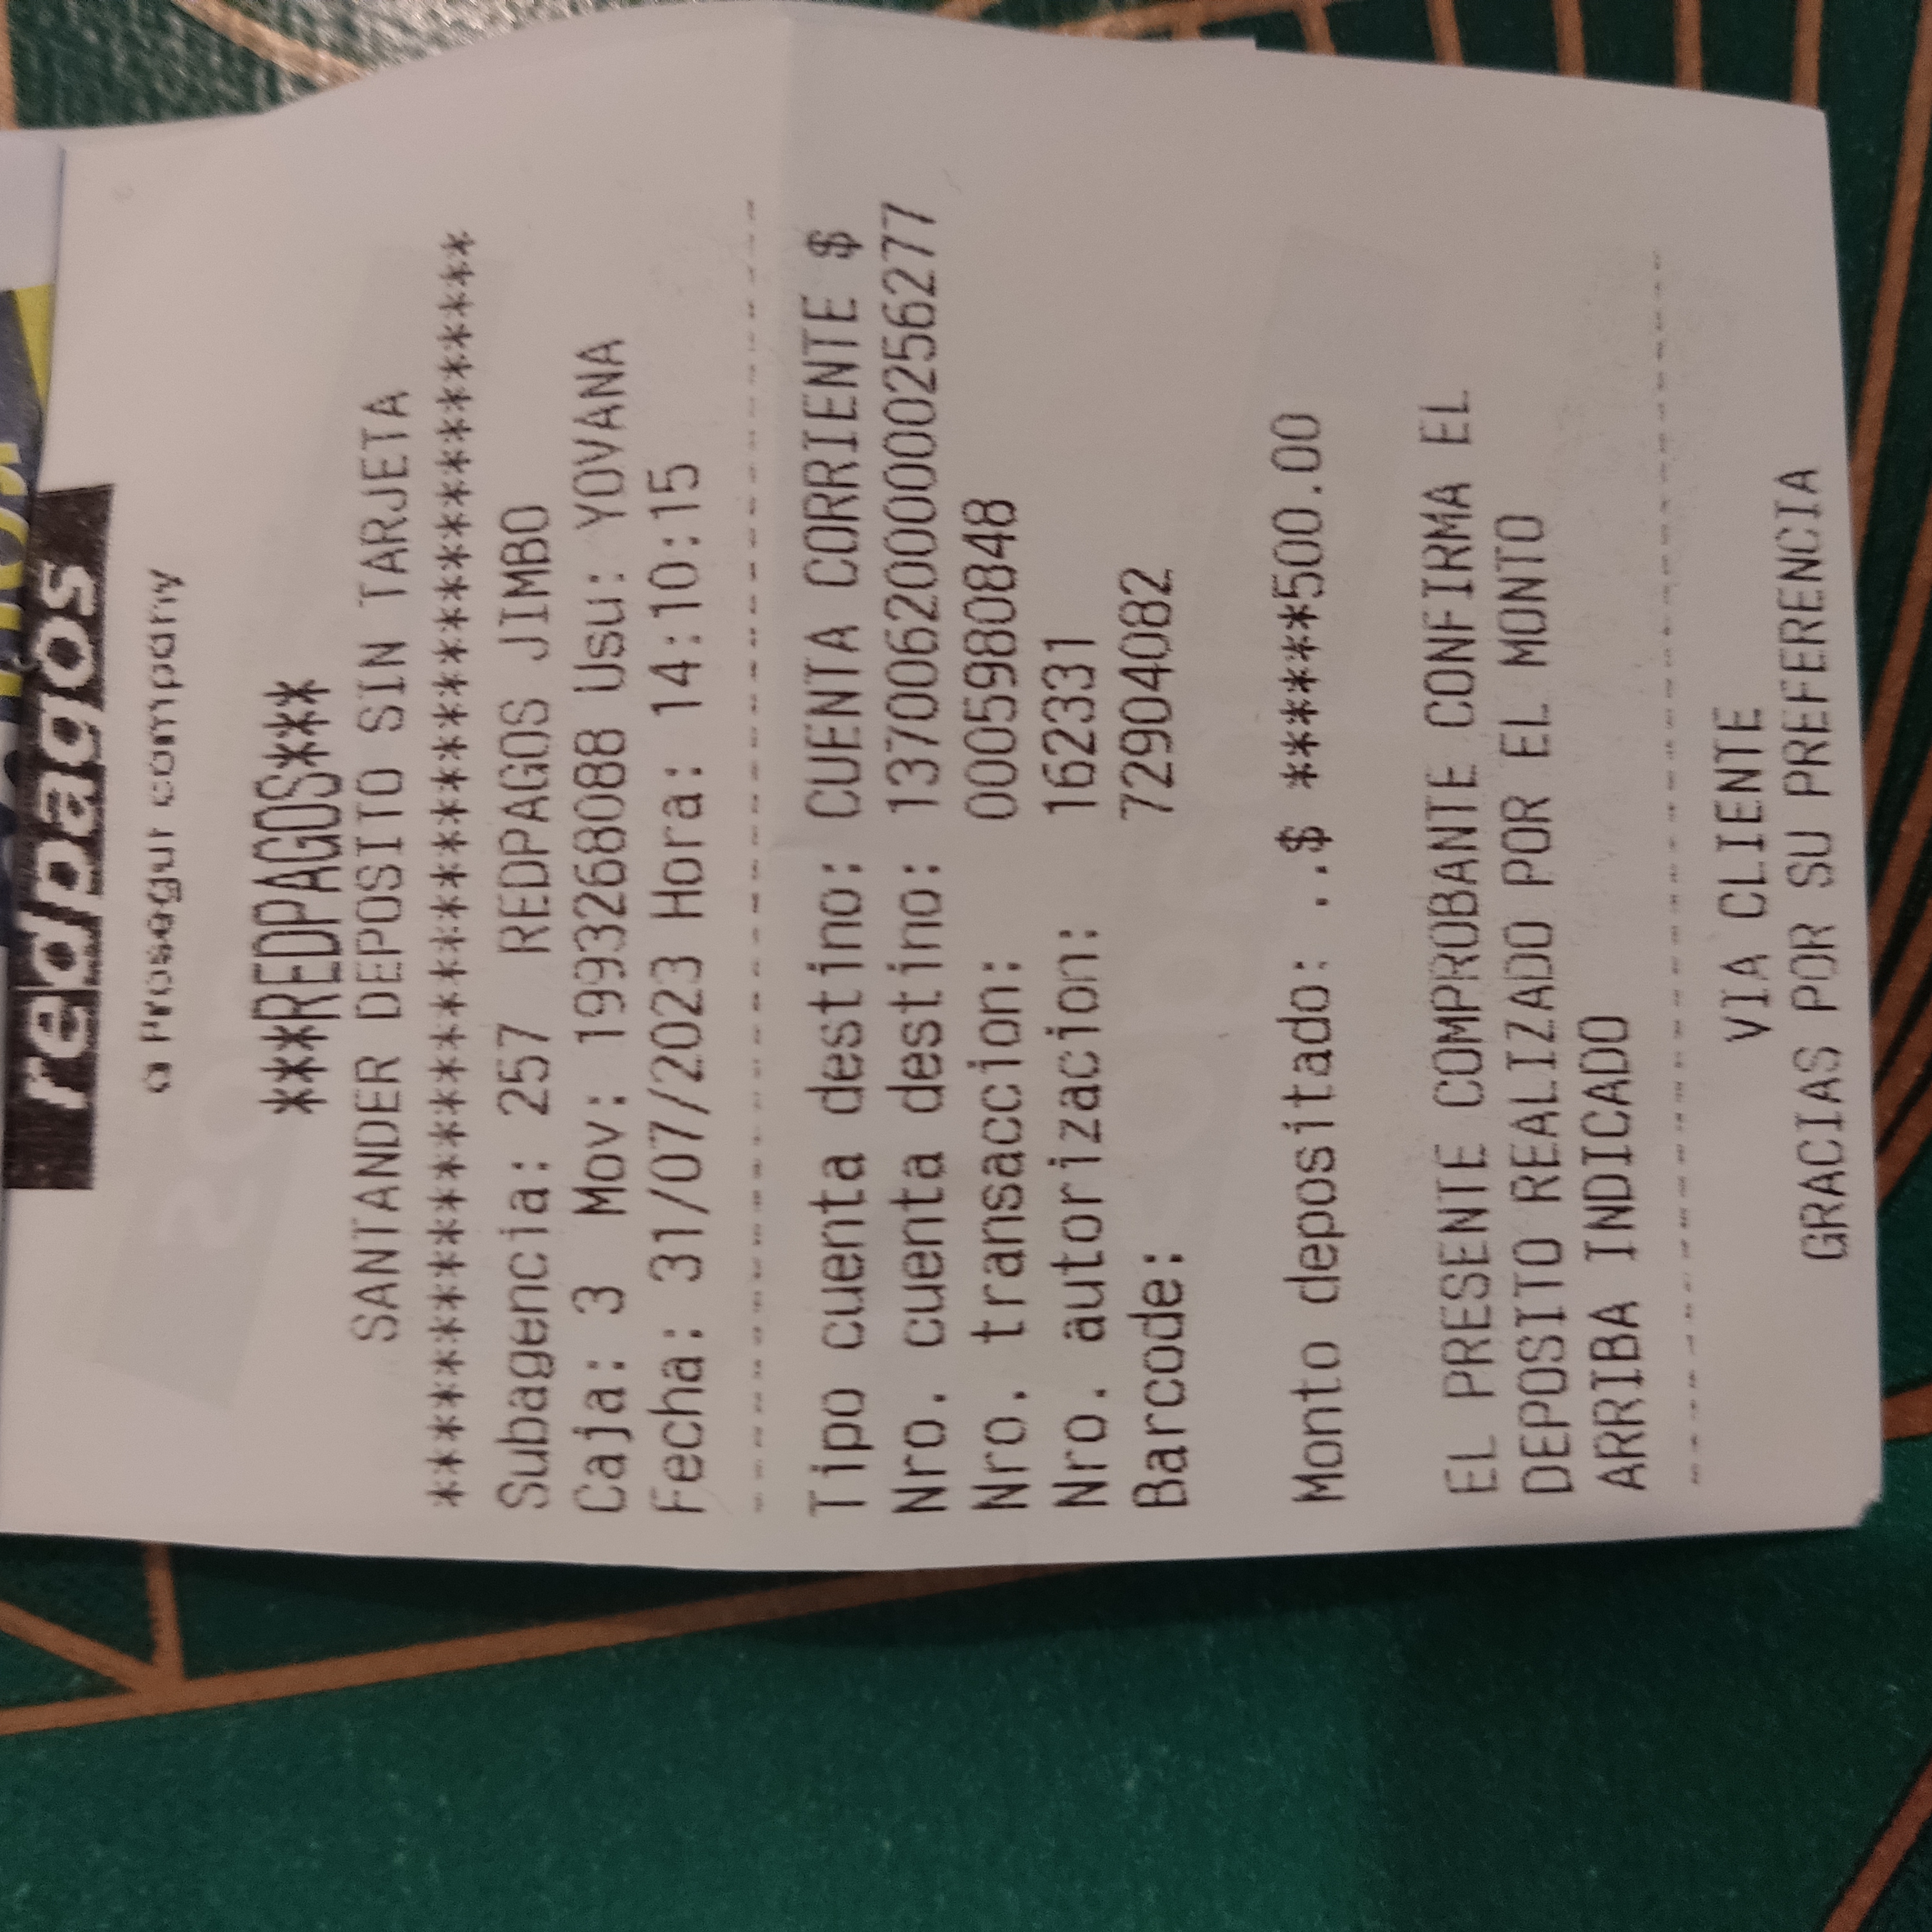 redpagos
a Prosegur company
***REDPAGOS***
SANTANDER DEPOSITO SIN TARJETA
****************************************
Subagencia: 257 REDPAGOS JIMBO
Caja: 3 Mov: 1993268088 Usu: YOVANA
Fecha: 31/07/2023 Hora: 14:10:15
----------------------------------------
Tipo cuenta destino: CUENTA CORRIENTE $
Nro. cuenta destino: 1370062000000256277
Nro. transaccion: 0005980848
Nro. autorizacion: 162331
Barcode: 72904082
Monto depositado: ..$ ******500.00
EL PRESENTE COMPROBANTE CONFIRMA EL
DEPOSITO REALIZADO POR EL MONTO
ARRIBA INDICADO
----------------------------------------
VIA CLIENTE
GRACIAS POR SU PREFERENCIA